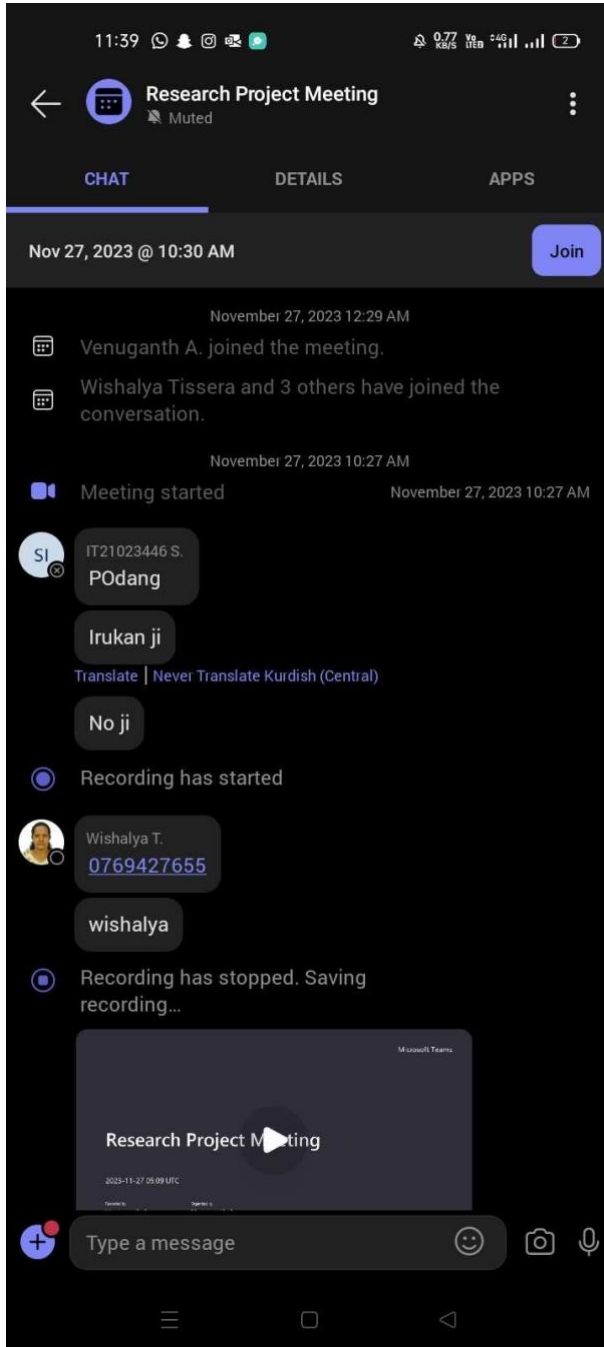 11:39 0.77 KB/S Vo LTE 4G 2
Research Project Meeting
Muted
CHAT DETAILS APPS
Nov 27, 2023 @ 10:30 AM Join
November 27, 2023 12:29 AM
Venuganth A. joined the meeting.
Wishalya Tissera and 3 others have joined the
conversation.
November 27, 2023 10:27 AM
Meeting started November 27, 2023 10:27 AM
SI IT21023446 S.
POdang
Irukan ji
Translate | Never Translate Kurdish (Central)
No ji
Recording has started
Wishalya T.
0769427655
wishalya
Recording has stopped. Saving
recording...
Microsoft Teams
Research Project Meeting
2023-11-27 05:09 UTC
Type a message